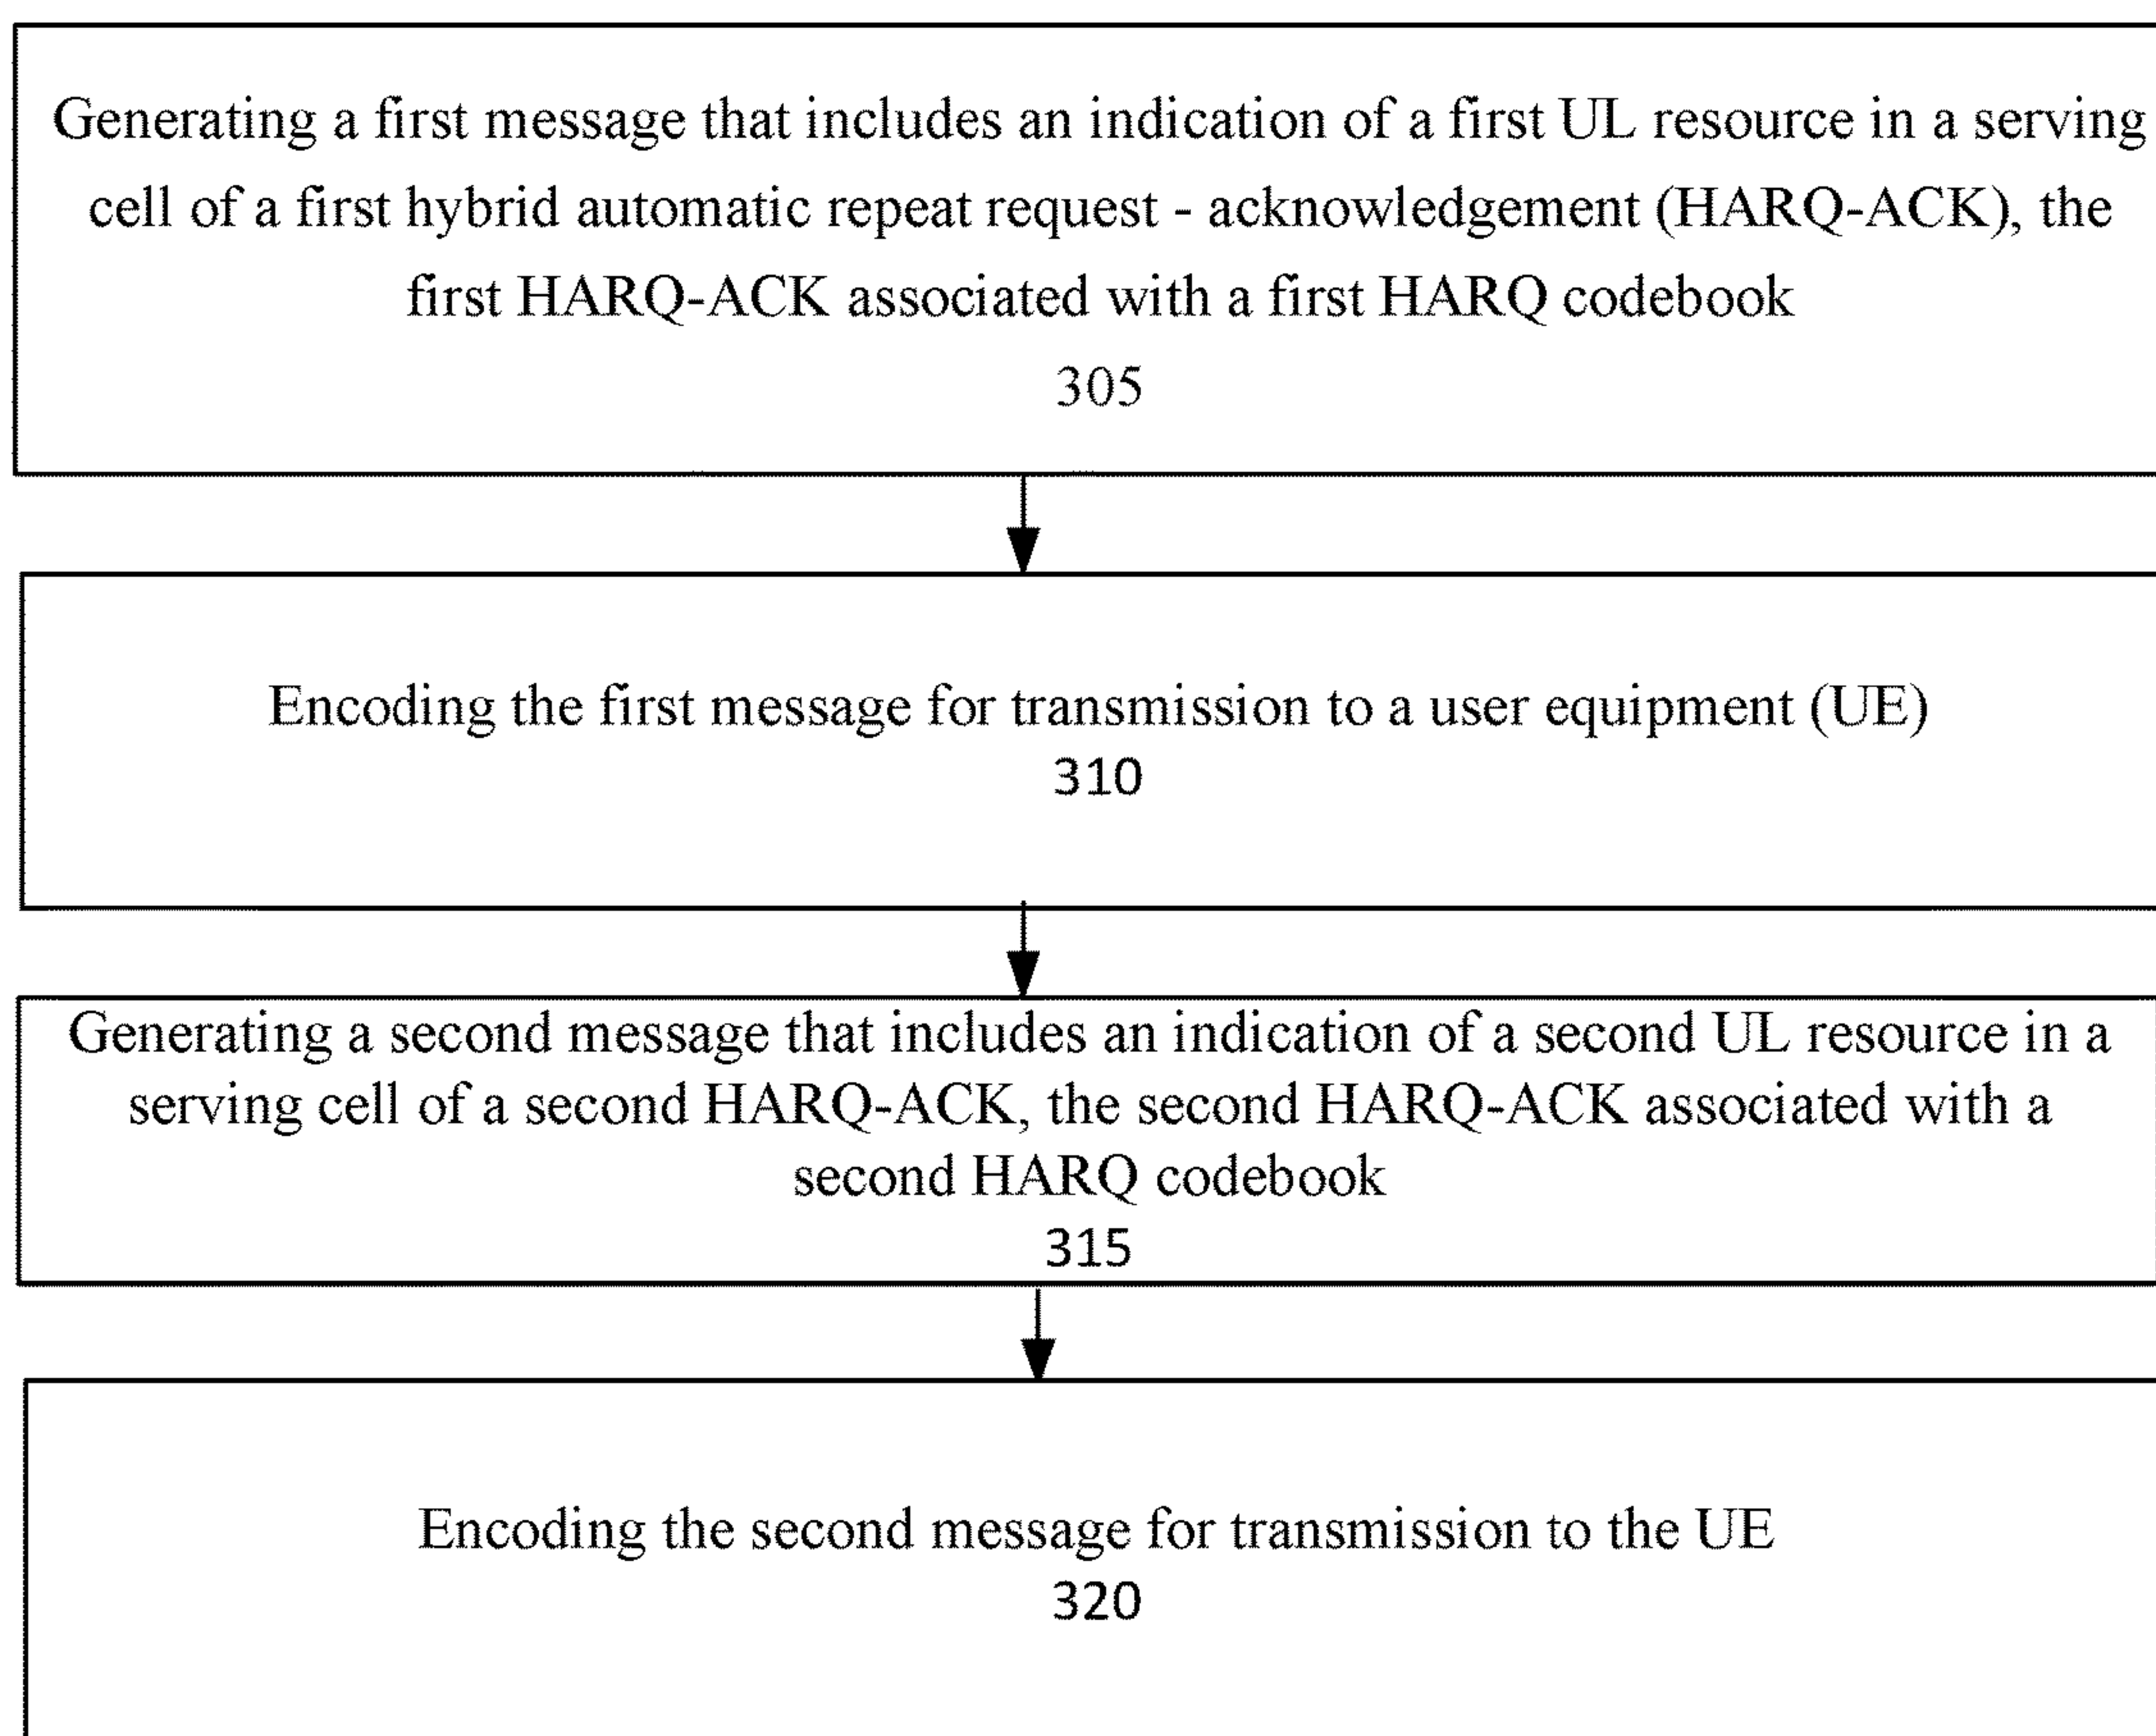 Generating a first message that includes an indication of a first UL resource in a serving
cell of a first hybrid automatic repeat request - acknowledgement (HARQ-ACK), the
first HARQ-ACK associated with a first HARQ codebook
305
Encoding the first message for transmission to a user equipment (UE)
310
Generating a second message that includes an indication of a second UL resource in a
serving cell of a second HARQ-ACK, the second HARQ-ACK associated with a
second HARQ codebook
315
Encoding the second message for transmission to the UE
320